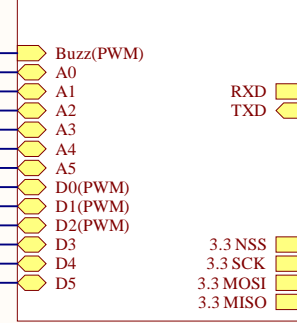 Buzz(PWM)
A0
A1
A2
A3
A4
A5
D0(PWM)
D1(PWM)
D2(PWM)
D3
D4
D5
RXD
TXD
3.3 NSS
3.3 SCK
3.3 MOSI
3.3 MISO